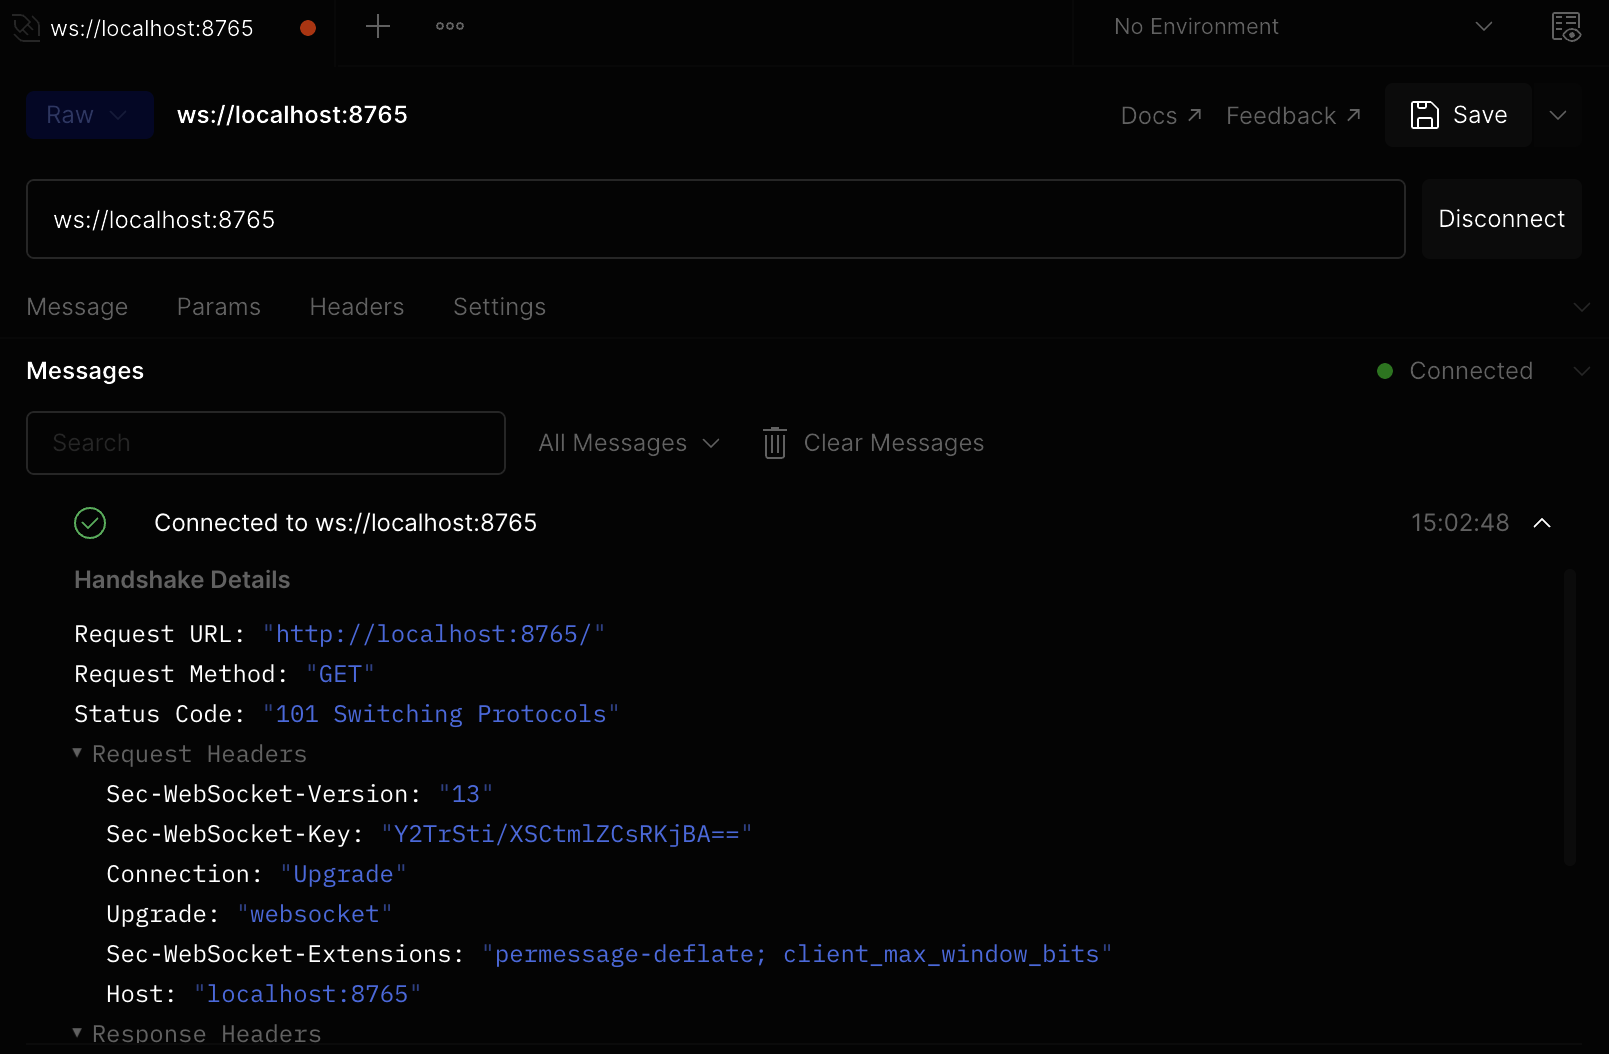 ws://localhost:8765
No Environment
Raw
ws://localhost:8765
Docs
Feedback
Save
ws://localhost:8765
Disconnect
Message
Params
Headers
Settings
Messages
Connected
Search
All Messages
Clear Messages
Connected to ws://localhost:8765
15:02:48
Handshake Details
Request URL: "http://localhost:8765/"
Request Method: "GET"
Status Code: "101 Switching Protocols"
Request Headers
Sec-WebSocket-Version: "13"
Sec-WebSocket-Key: "Y2TrSti/XSCtmlZCsRKjBA=="
Connection: "Upgrade"
Upgrade: "websocket"
Sec-WebSocket-Extensions: "permessage-deflate; client_max_window_bits"
Host: "localhost:8765"
Response Headers